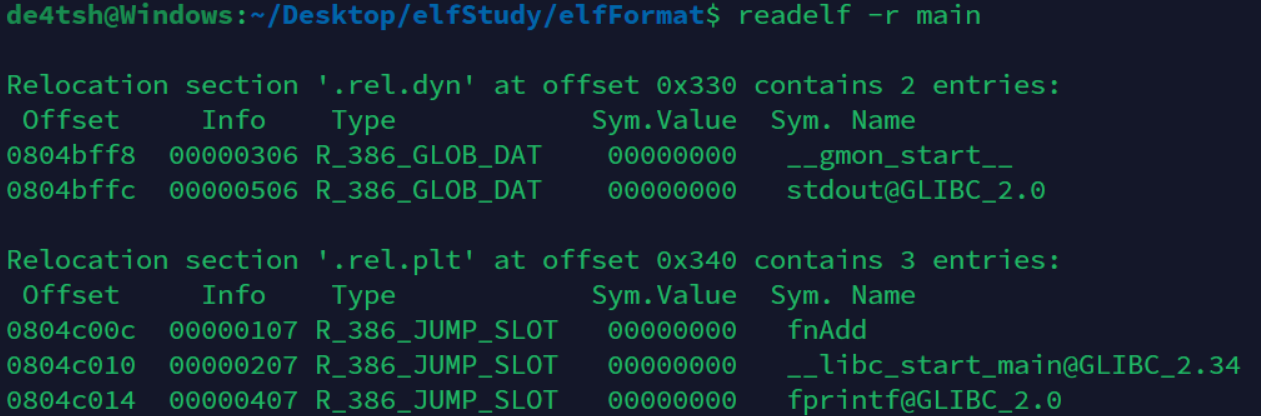 de4tsh@Windows:~/Desktop/elfStudy/elfFormat$ readelf -r main
Relocation section '.rel.dyn' at offset 0x330 contains 2 entries:
Offset Info Type Sym.Value Sym. Name
0804bff8 00000306 R_386_GLOB_DAT 00000000 __gmon_start__
0804bffc 00000506 R_386_GLOB_DAT 00000000 stdout@GLIBC_2.0
Relocation section '.rel.plt' at offset 0x340 contains 3 entries:
Offset Info Type Sym.Value Sym. Name
0804c00c 00000107 R_386_JUMP_SLOT 00000000 fnAdd
0804c010 00000207 R_386_JUMP_SLOT 00000000 __libc_start_main@GLIBC_2.34
0804c014 00000407 R_386_JUMP_SLOT 00000000 fprintf@GLIBC_2.0